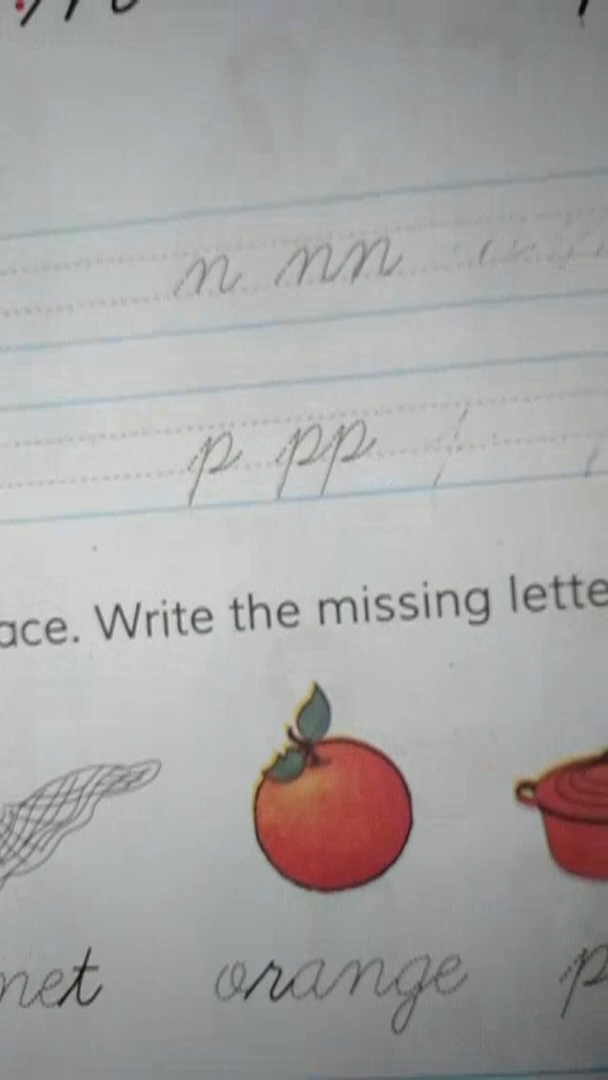 n nn
p pp
ace. Write the missing lette
net orange p